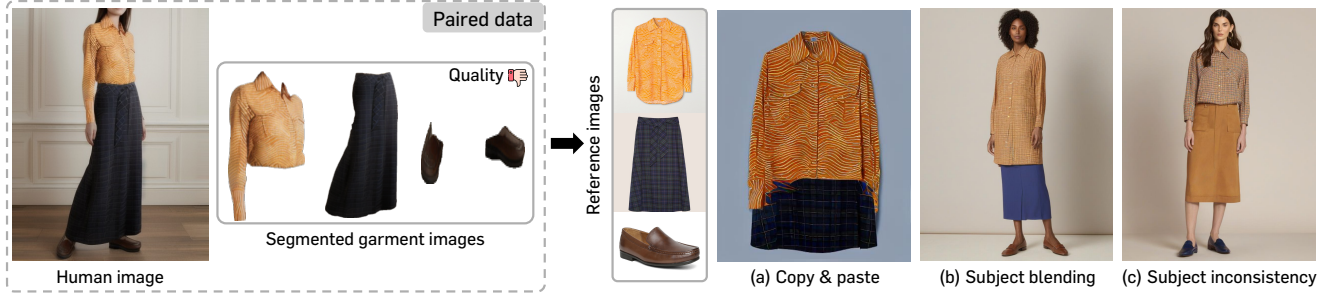 Paired data
Quality
Human image
Segmented garment images
Reference images
(a) Copy & paste
(b) Subject blending
(c) Subject inconsistency